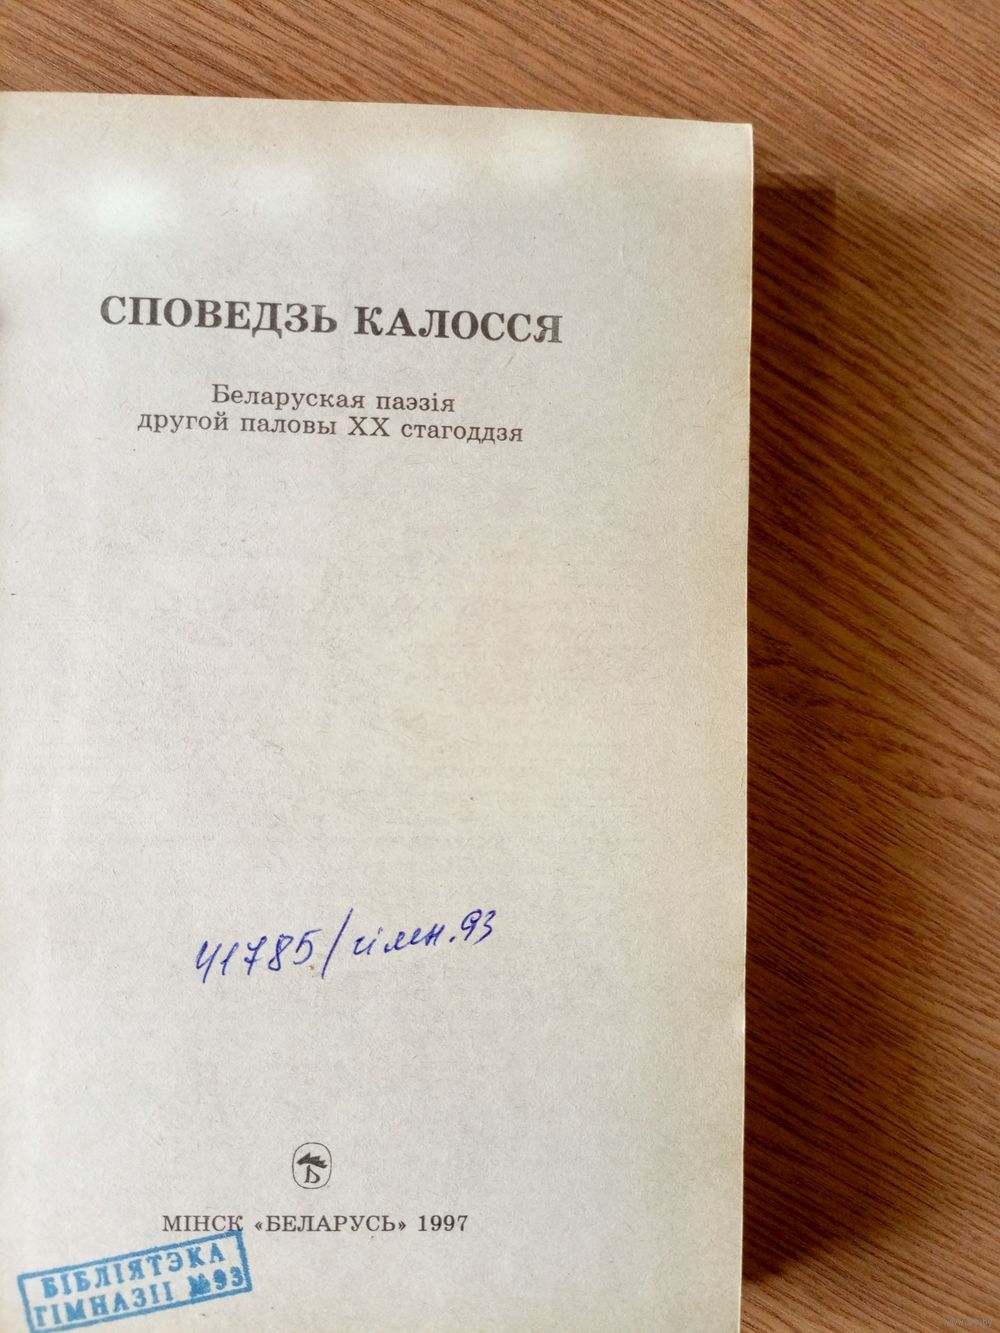 СПОВЕДЗЬ КАЛОССЯ
Беларуская паэзія
другой паловы XX стагоддзя
41785/гімн.93
Б
МІНСК «БЕЛАРУСЬ» 1997
БІБЛІЯТЭКА
ГІМНАЗІІ №93